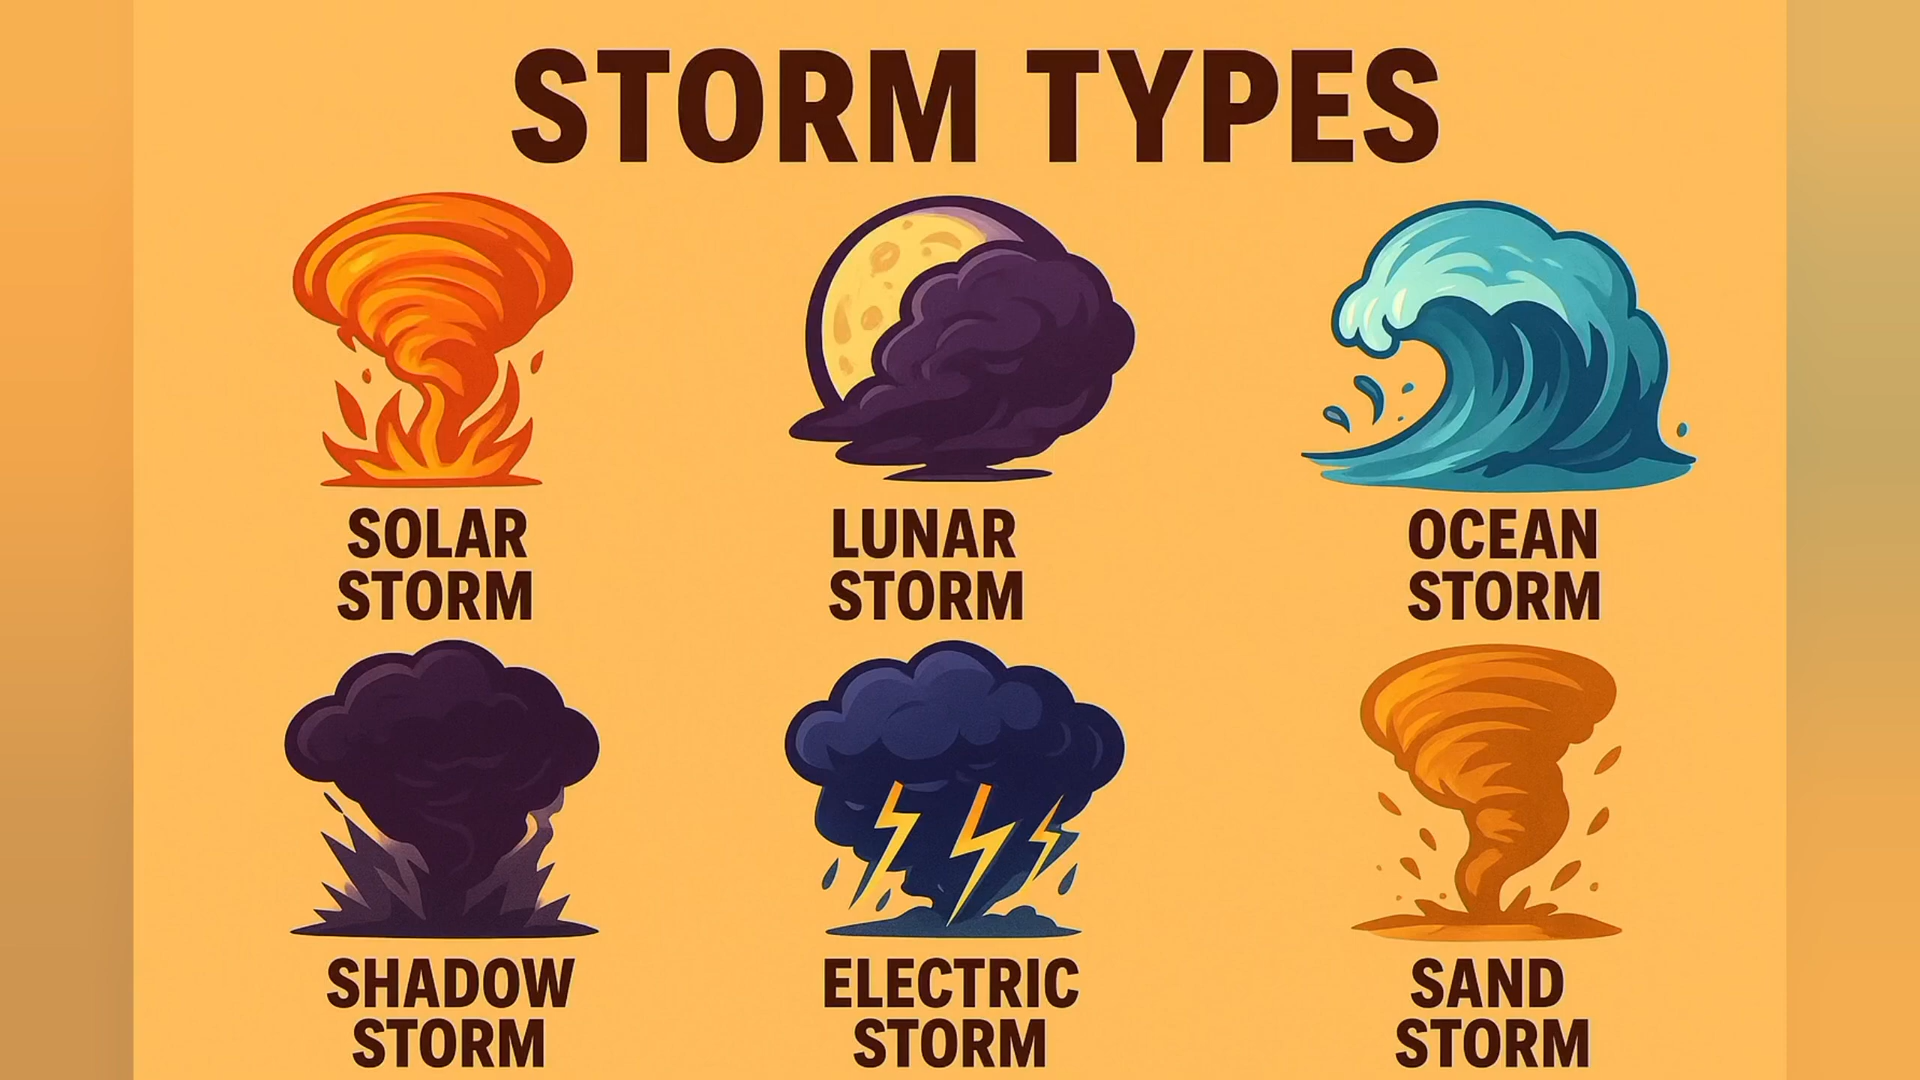 STORM TYPES
SOLAR
STORM
LUNAR
STORM
OCEAN
STORM
SHADOW
STORM
ELECTRIC
STORM
SAND
STORM